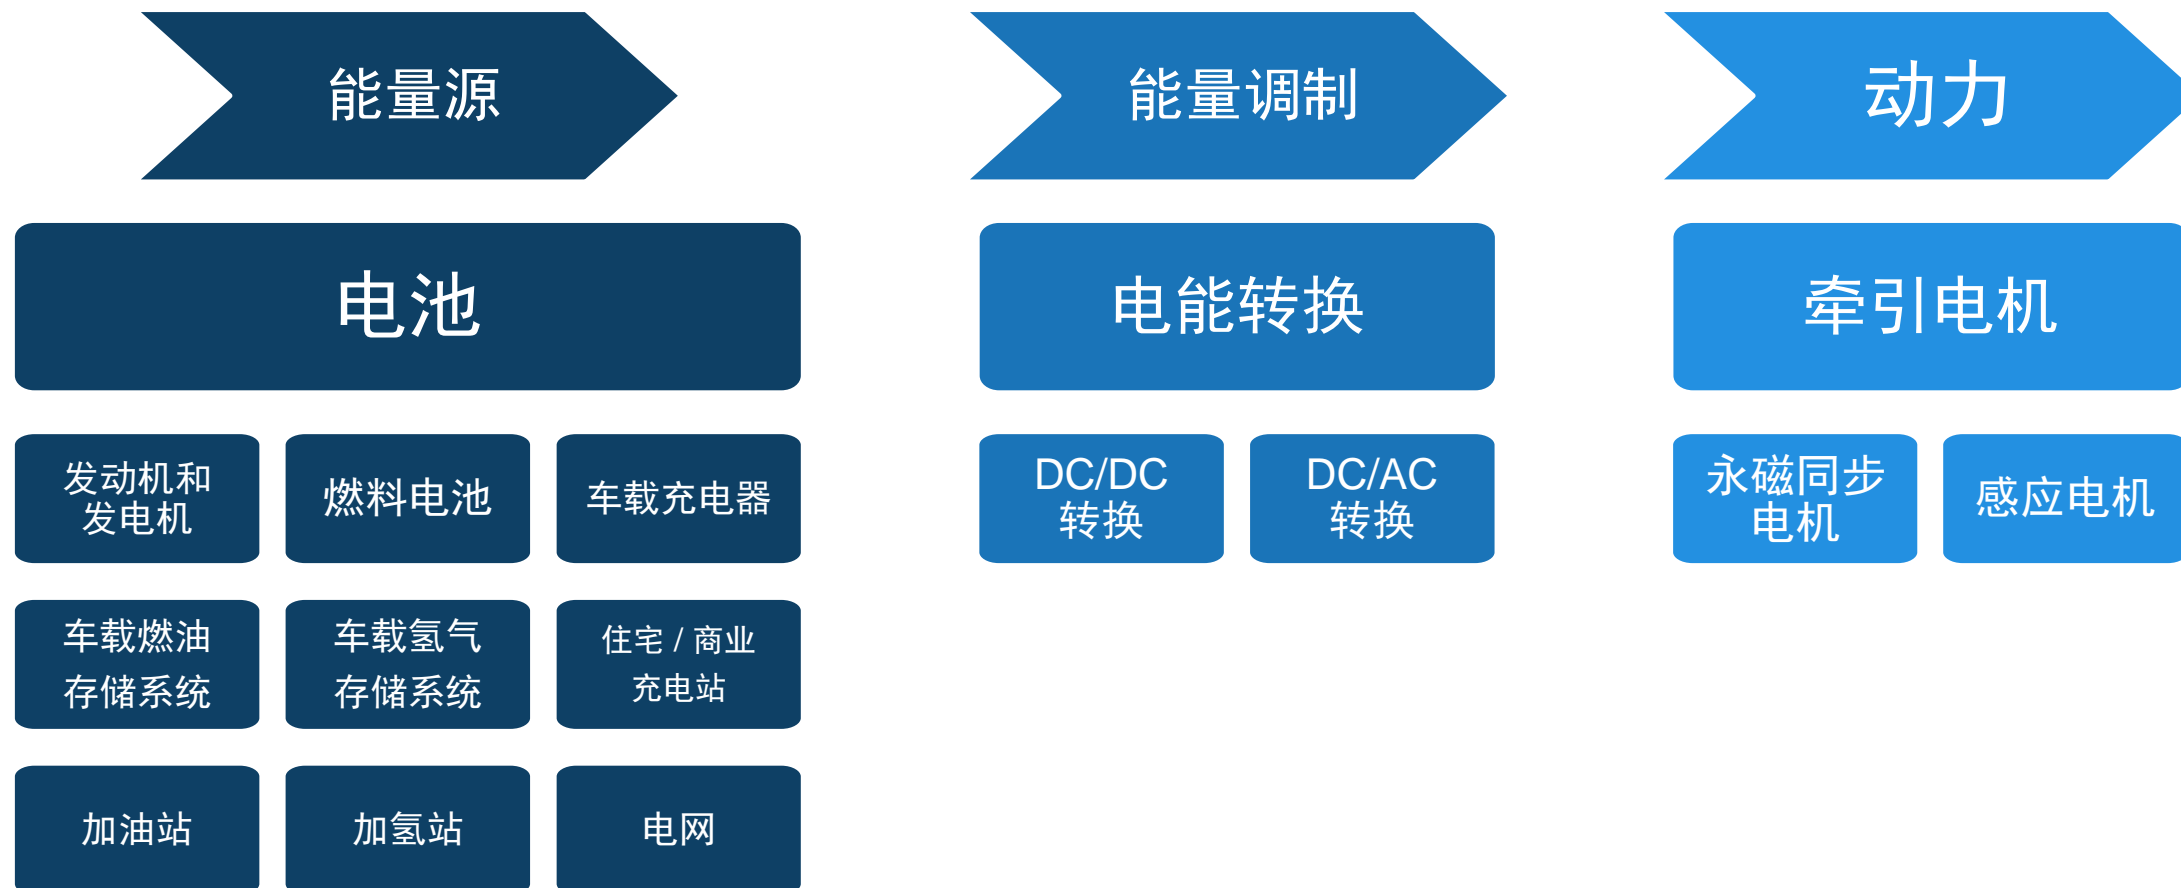 能量源
能量调制
动力
电池
电能转换
牵引电机
发动机和
发电机
燃料电池
车载充电器
DC/DC
转换
DC/AC
转换
永磁同步
电机
感应电机
车载燃油
存储系统
车载氢气
存储系统
住宅 / 商业
充电站
加油站
加氢站
电网